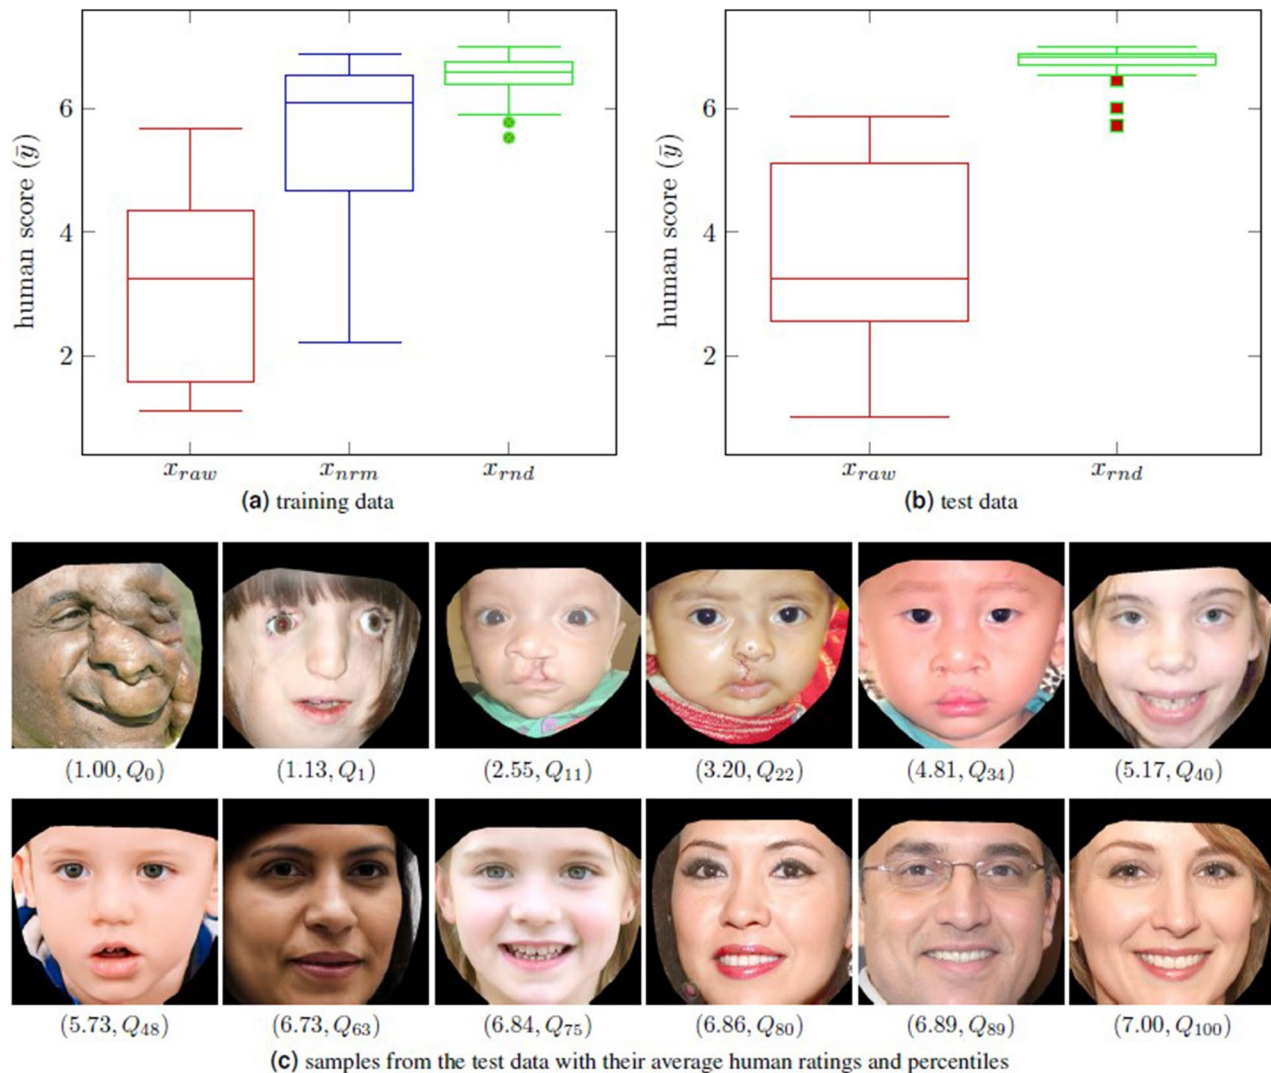 human score (ȳ)
6
4
2
x_raw x_nrm x_rnd
(a) training data
human score (ȳ)
6
4
2
x_raw x_rnd
(b) test data
(1.00, Q₀) (1.13, Q₁) (2.55, Q₁₁) (3.20, Q₂₂) (4.81, Q₃₄) (5.17, Q₄₀)
(5.73, Q₄₈) (6.73, Q₆₃) (6.84, Q₇₅) (6.86, Q₈₀) (6.89, Q₈₉) (7.00, Q₁₀₀)
(c) samples from the test data with their average human ratings and percentiles